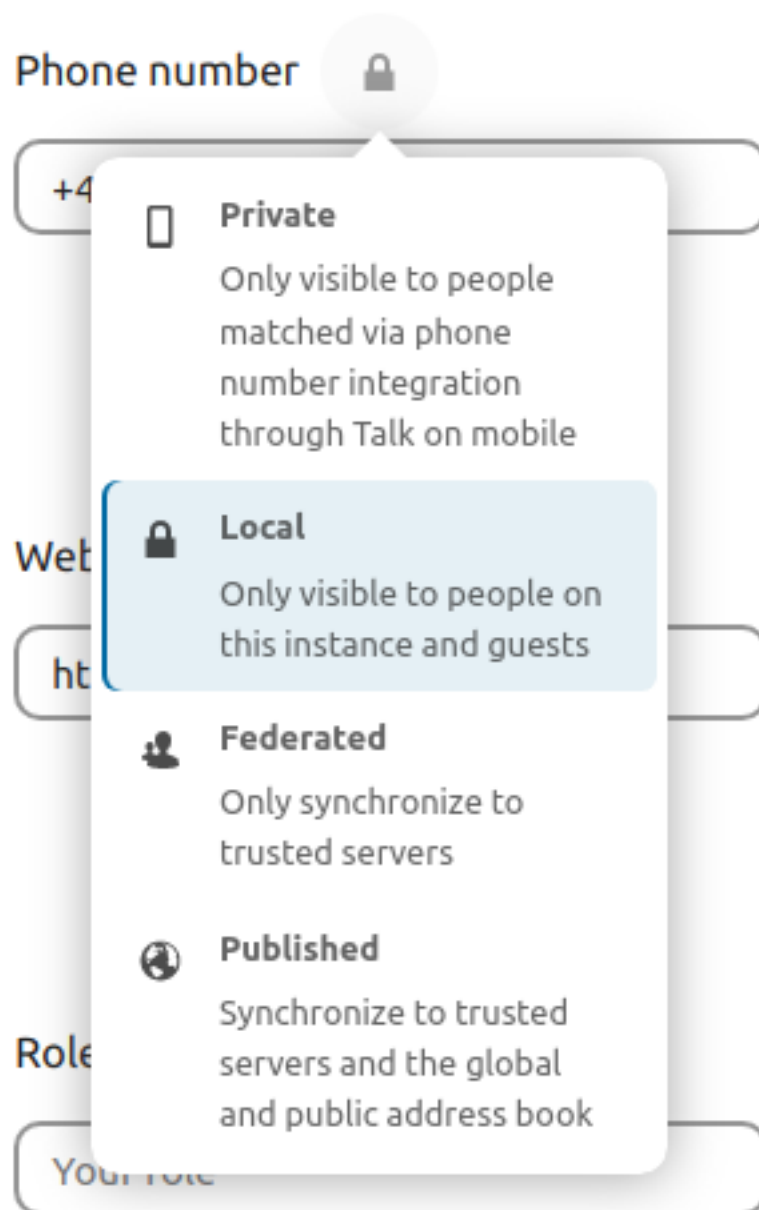 Phone number
+4
Private
Only visible to people
matched via phone
number integration
through Talk on mobile
Local
Only visible to people on
this instance and guests
Web
ht
Federated
Only synchronize to
trusted servers
Published
Synchronize to trusted
servers and the global
and public address book
Role
Your role